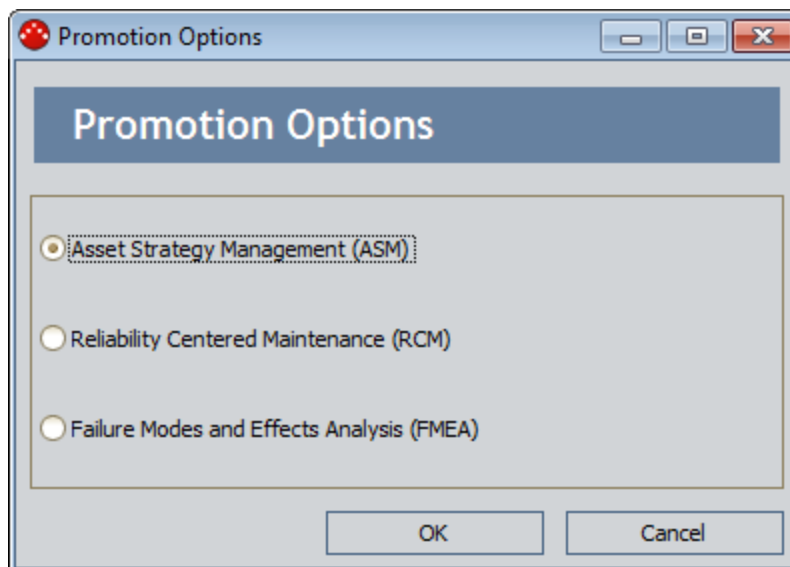 Promotion Options
Promotion Options
Asset Strategy Management (ASM)
Reliability Centered Maintenance (RCM)
Failure Modes and Effects Analysis (FMEA)
OK Cancel